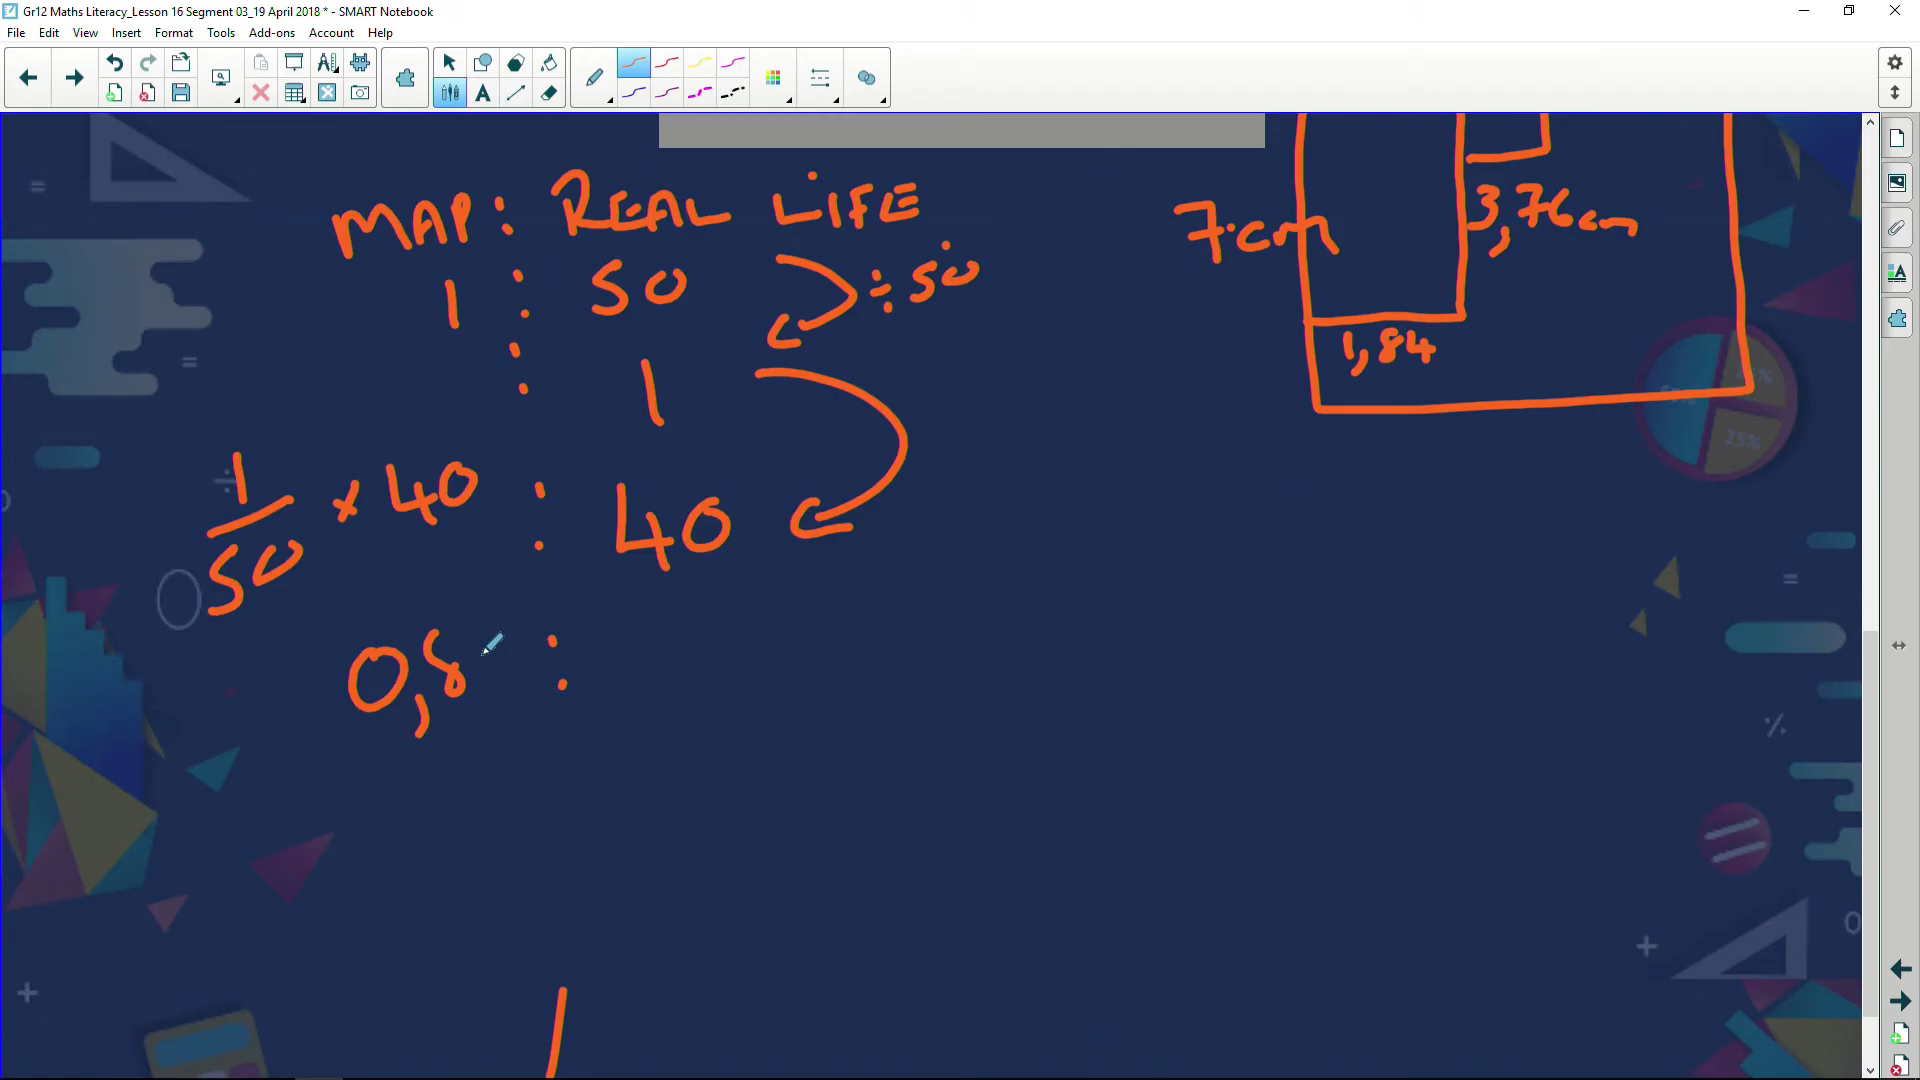 Gr12 Maths Literacy_Lesson 16 Segment 03_19 April 2018 * - SMART Notebook
File Edit View Insert Format Tools Add-ons Account Help
MAP : REAL LIFE
1 : 50 ÷ 50
: 1
1/50 × 40 : 40
0,8 :
7cm
3,76cm
1,84
25%